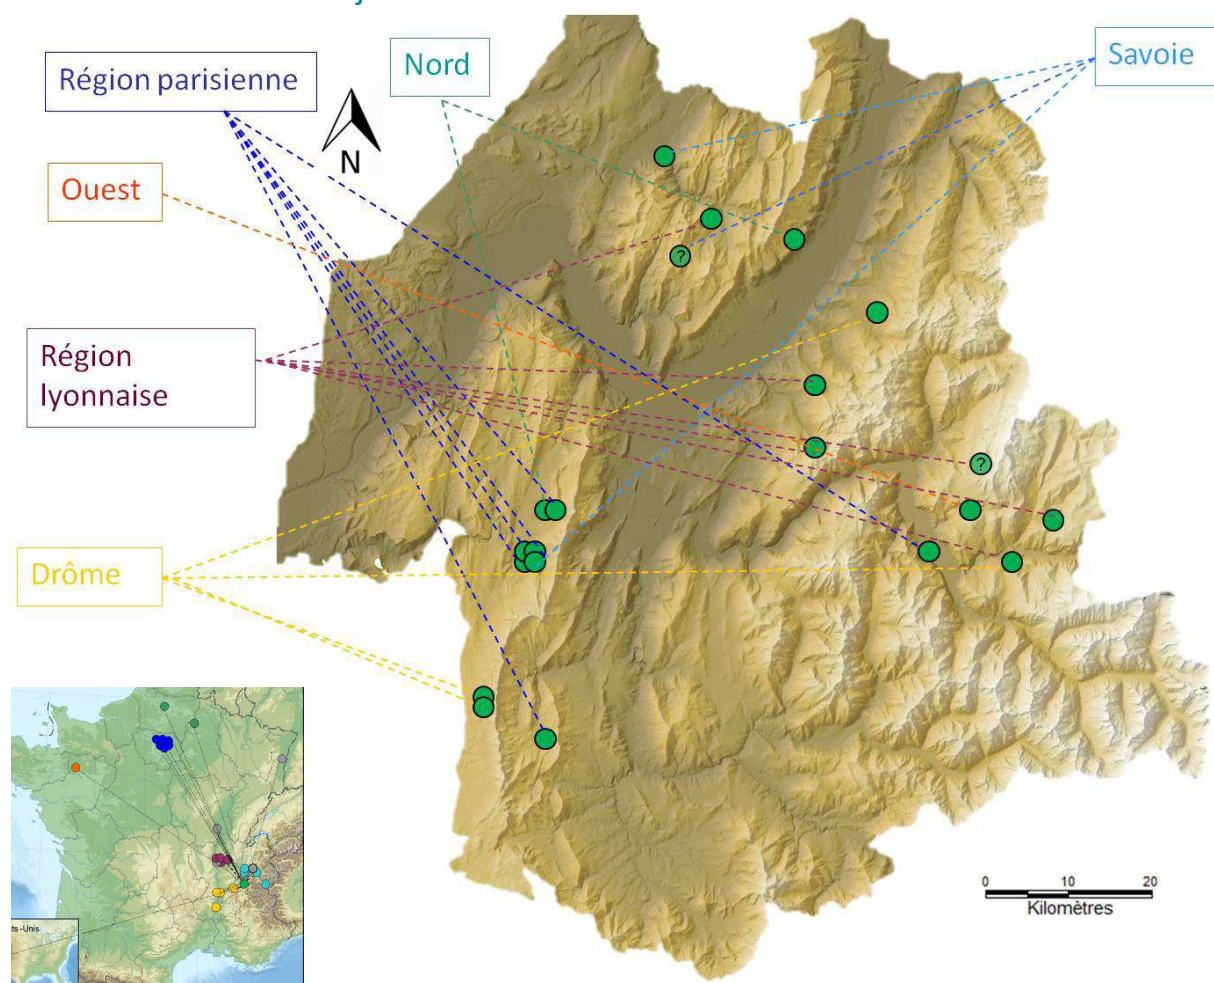 Nord
Savoie
Région parisienne
N
Ouest
?
Région
lyonnaise
?
Drôme
ts-Unis
0 10 20
Kilomètres